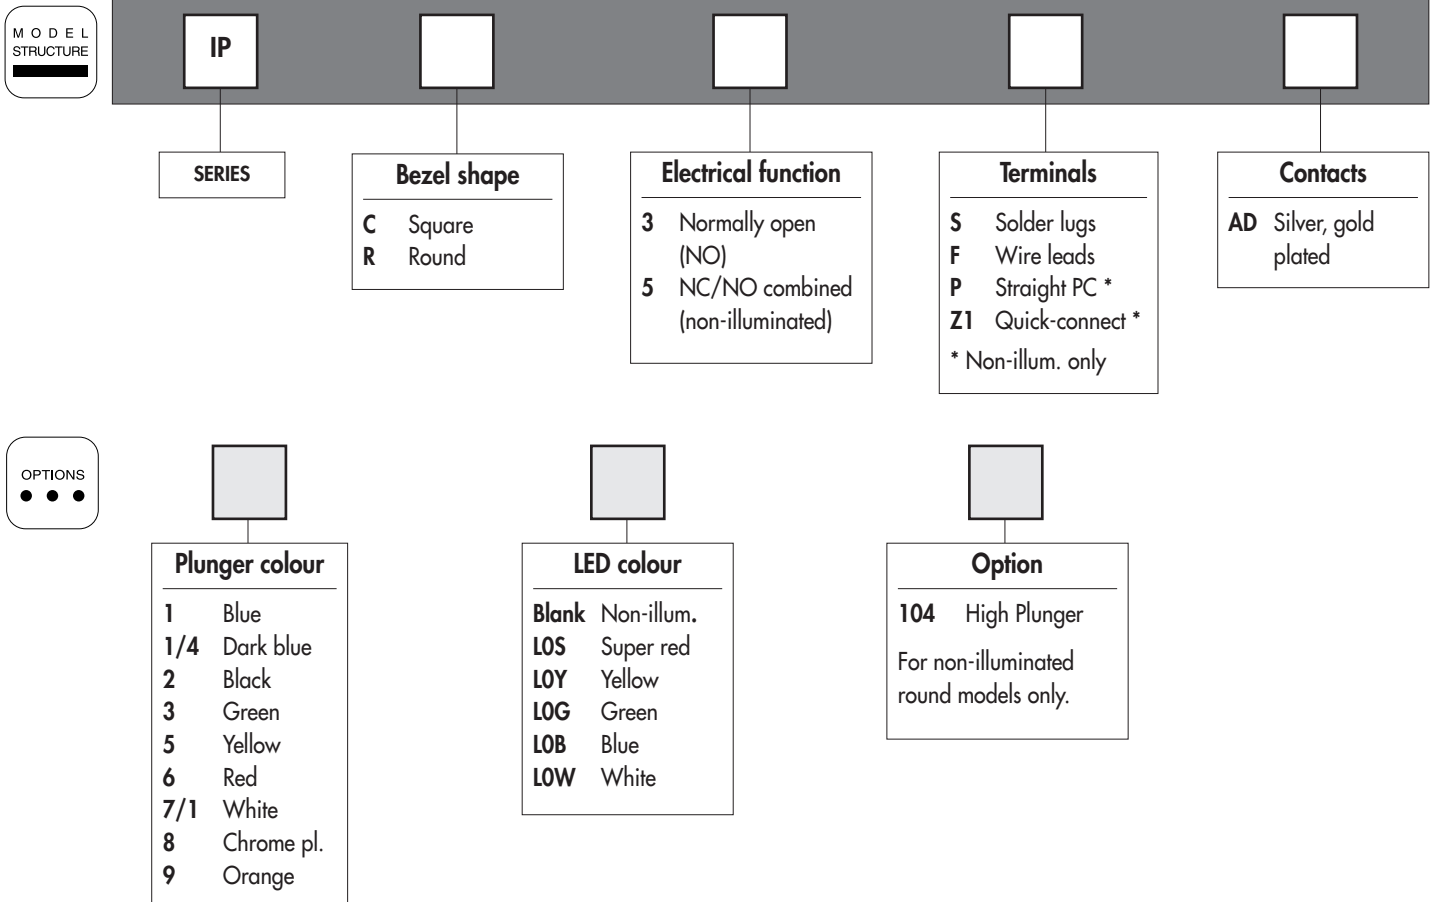 MODEL
STRUCTURE
IP
SERIES
Bezel shape
C Square
R Round
Electrical function
3 Normally open
(NO)
5 NC/NO combined
(non-illuminated)
Terminals
S Solder lugs
F Wire leads
P Straight PC *
Z1 Quick-connect *
* Non-illum. only
Contacts
AD Silver, gold
plated
OPTIONS
Plunger colour
1 Blue
1/4 Dark blue
2 Black
3 Green
5 Yellow
6 Red
7/1 White
8 Chrome pl.
9 Orange
LED colour
Blank Non-illum.
L0S Super red
L0Y Yellow
L0G Green
L0B Blue
L0W White
Option
104 High Plunger
For non-illuminated
round models only.